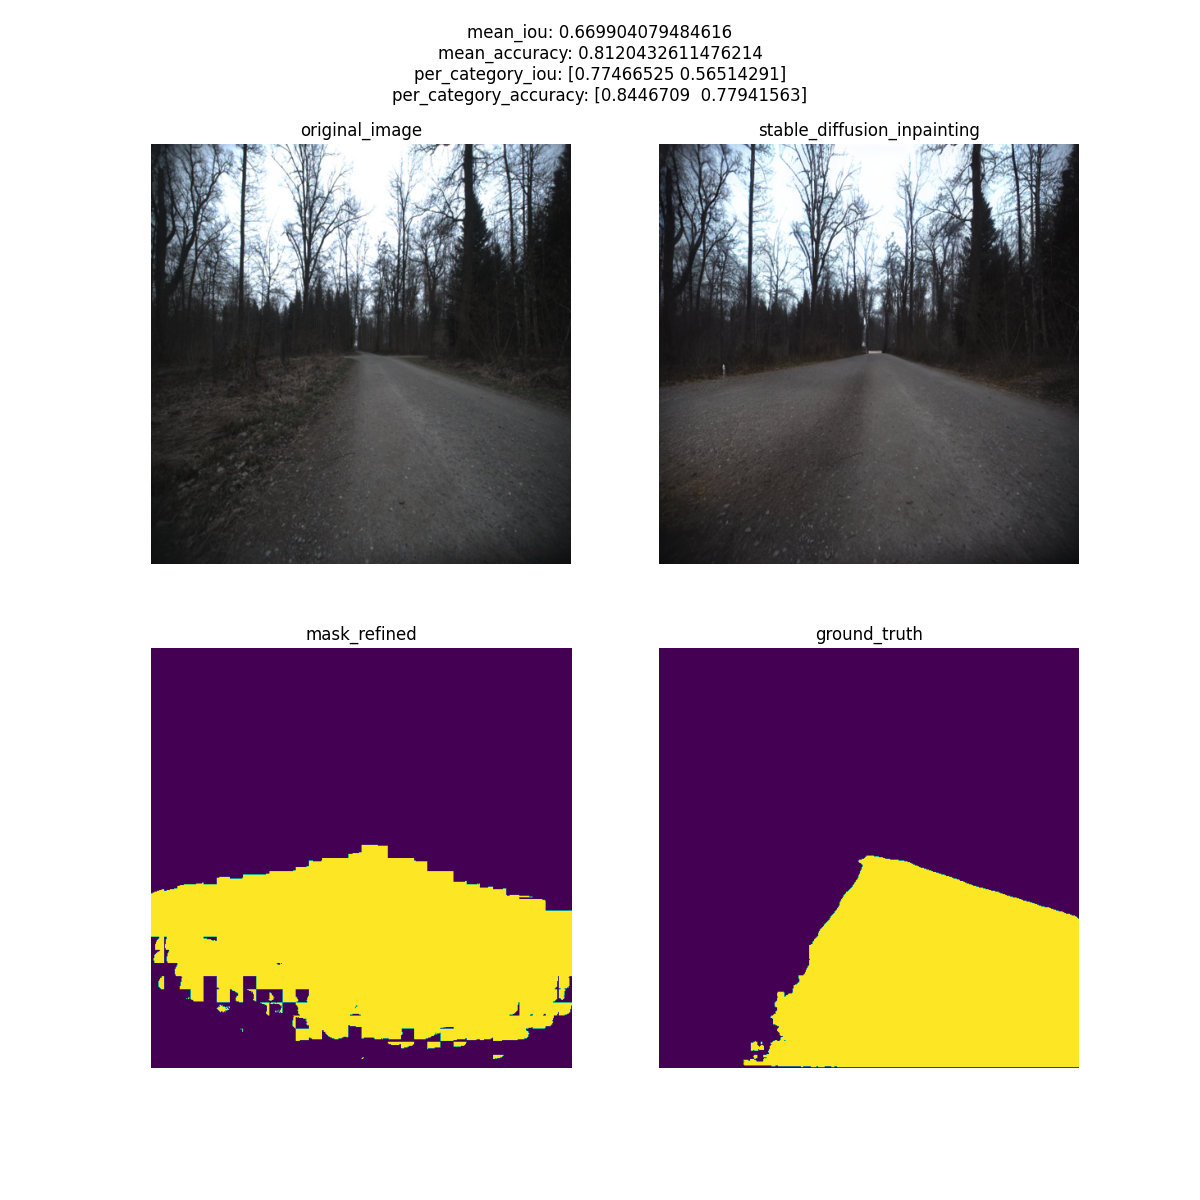 mean_iou: 0.669904079484616
mean_accuracy: 0.8120432611476214
per_category_iou: [0.77466525 0.56514291]
per_category_accuracy: [0.8446709  0.77941563]
original_image
stable_diffusion_inpainting
mask_refined
ground_truth